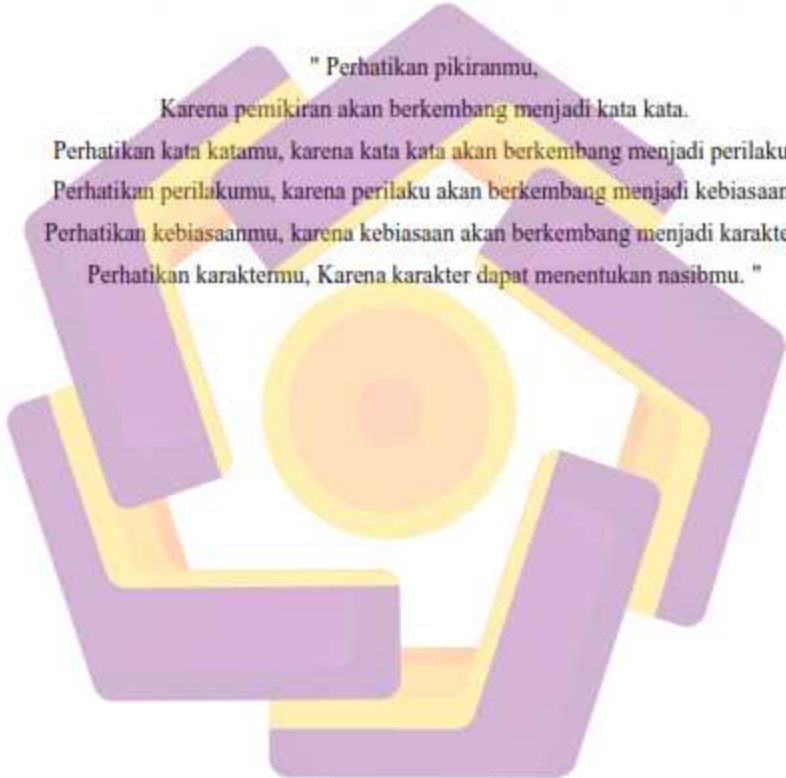 " Perhatikan pikiranmu,
Karena pemikiran akan berkembang menjadi kata kata.
Perhatikan kata katamu, karena kata kata akan berkembang menjadi perilaku
Perhatikan perilakumu, karena perilaku akan berkembang menjadi kebiasaan
Perhatikan kebiasaanmu, karena kebiasaan akan berkembang menjadi karakte
Perhatikan karaktermu, Karena karakter dapat menentukan nasibmu. "